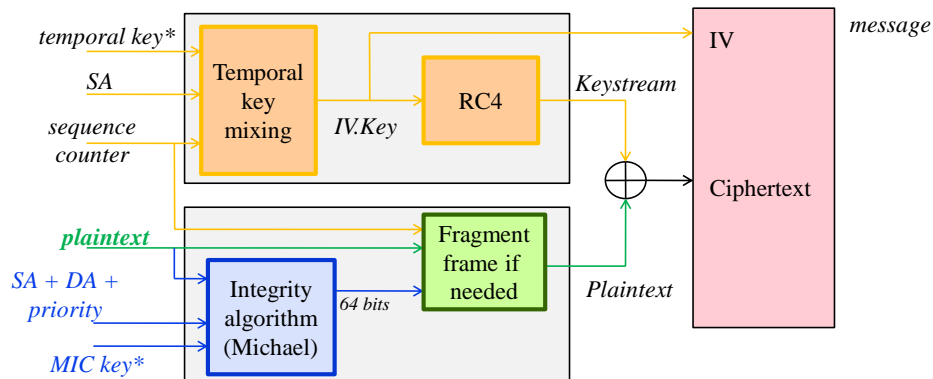 temporal key*
SA
sequence
counter
Temporal
key
mixing
IV.Key
RC4
Keystream
IV
message
Ciphertext
plaintext
SA + DA +
priority
MIC key*
Integrity
algorithm
(Michael)
64 bits
Fragment
frame if
needed
Plaintext